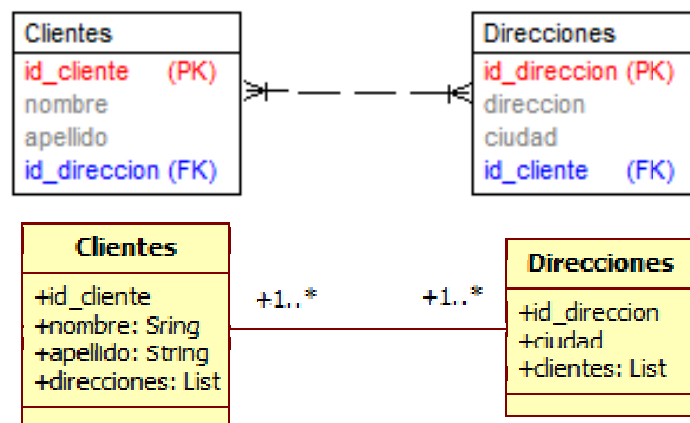 Clientes
id_cliente (PK)
nombre
apellido
id_direccion (FK)
Direcciones
id_direccion (PK)
direccion
ciudad
id_cliente (FK)
Clientes
+id_cliente
+nombre: Sring
+apellido: String
+direcciones: List
+1..*
+1..*
Direcciones
+id_direccion
+ciudad
+clientes: List